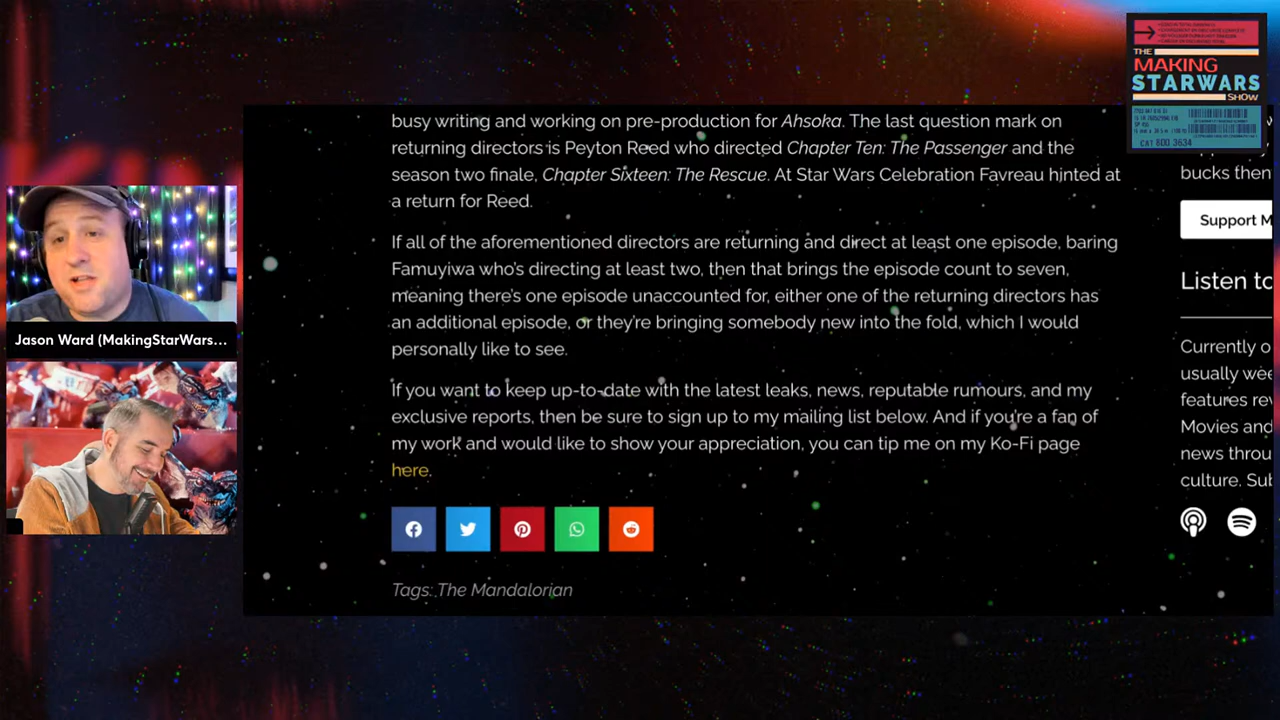 THE
MAKING
STARWARS
SHOW
CAT 800 3634
busy writing and working on pre-production for Ahsoka. The last question mark on
returning directors is Peyton Reed who directed Chapter Ten: The Passenger and the
season two finale, Chapter Sixteen: The Rescue. At Star Wars Celebration Favreau hinted at
a return for Reed.
If all of the aforementioned directors are returning and direct at least one episode, baring
Famuyiwa who's directing at least two, then that brings the episode count to seven,
meaning there's one episode unaccounted for, either one of the returning directors has
an additional episode, or they're bringing somebody new into the fold, which I would
personally like to see.
If you want to keep up-to-date with the latest leaks, news, reputable rumours, and my
exclusive reports, then be sure to sign up to my mailing list below. And if you're a fan of
my work and would like to show your appreciation, you can tip me on my Ko-Fi page
here.
Tags: The Mandalorian
bucks then
Support M
Listen to
Currently o
usually wee
features rev
Movies and
news throu
culture. Sub
Jason Ward (MakingStarWars...